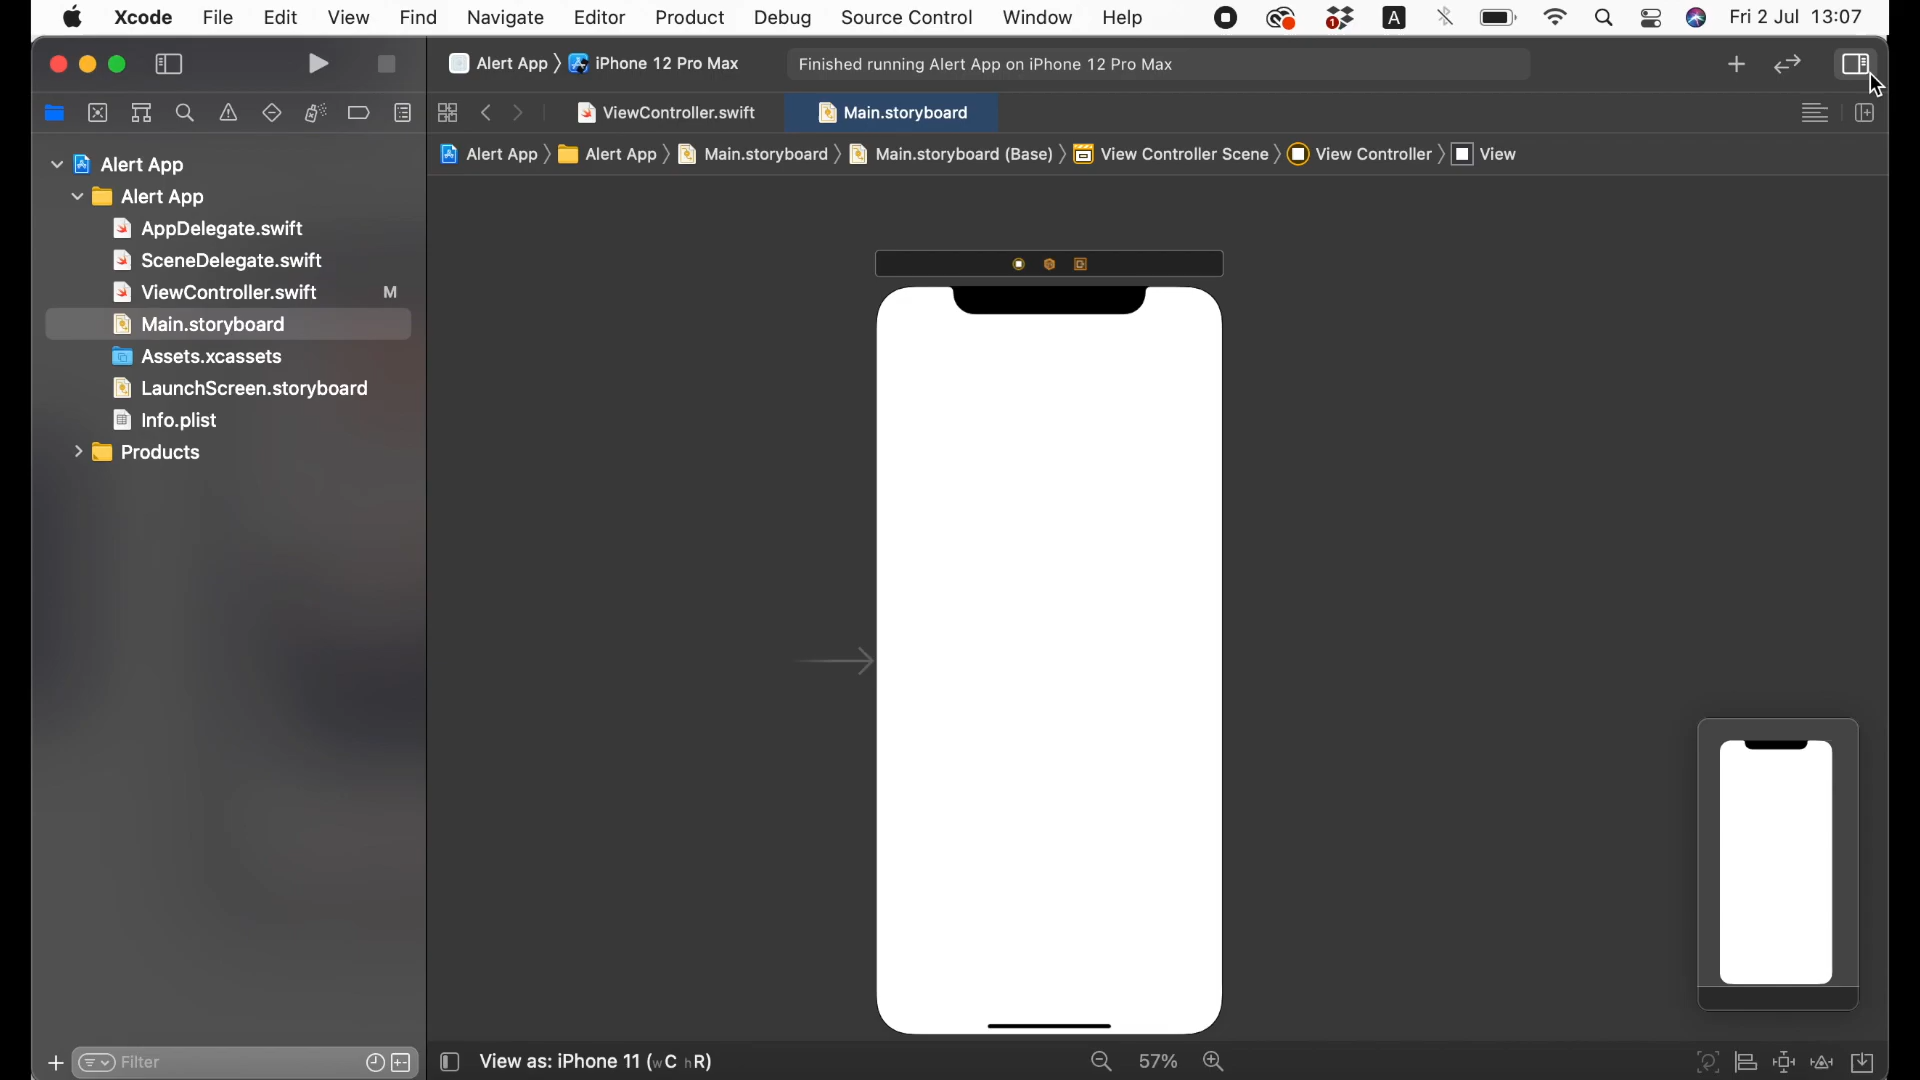 Xcode File Edit View Find Navigate Editor Product Debug Source Control Window Help 1 A Fri 2 Jul 13:07
Alert App iPhone 12 Pro Max Finished running Alert App on iPhone 12 Pro Max
ViewController.swift Main.storyboard
Alert App Alert App Main.storyboard Main.storyboard (Base) View Controller Scene View Controller View
Alert App
Alert App
AppDelegate.swift
SceneDelegate.swift
ViewController.swift M
Main.storyboard
Assets.xcassets
LaunchScreen.storyboard
Info.plist
Products
Filter View as: iPhone 11 (wC hR) 57%